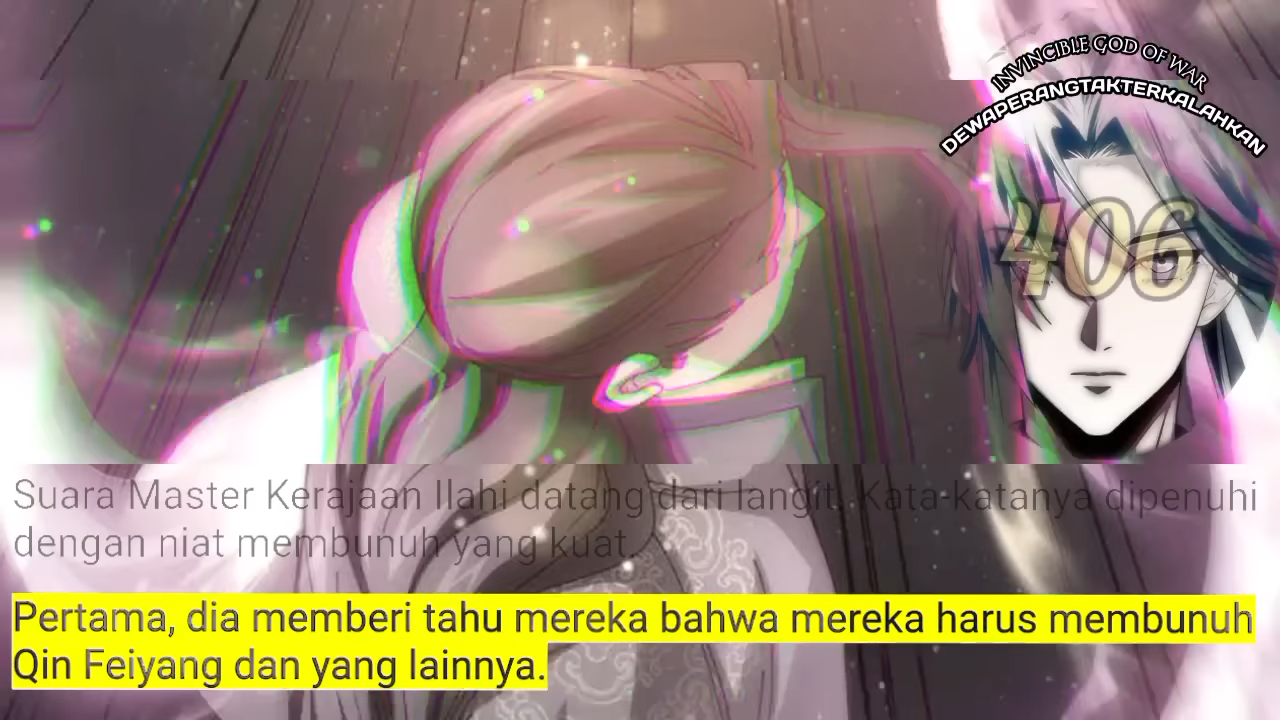 INVINCIBLE GOD OF WAR
DEWAPERANGTAKTERKALAHKAN
406
Suara Master Kerajaan Ilahi datang dari langit. Kata-katanya dipenuhi
dengan niat membunuh yang kuat.
Pertama, dia memberi tahu mereka bahwa mereka harus membunuh
Qin Feiyang dan yang lainnya.